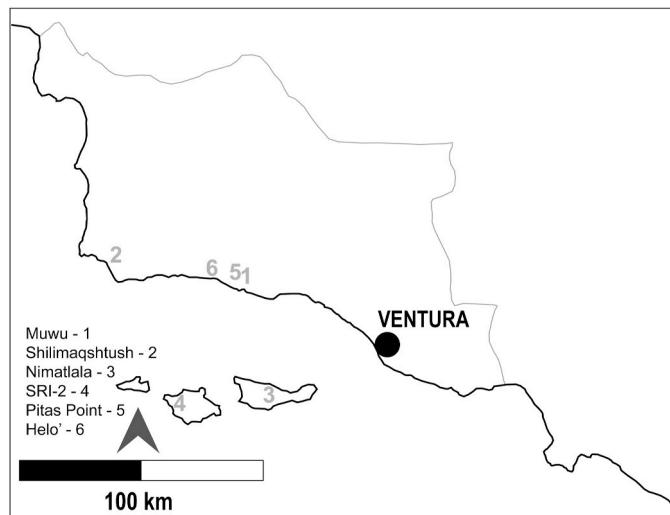 2
6
5
1
VENTURA
Muwu - 1
Shilimaqshtush - 2
Nimatlala - 3
SRI-2 - 4
Pitas Point - 5
Helo’ - 6
4
3
100 km